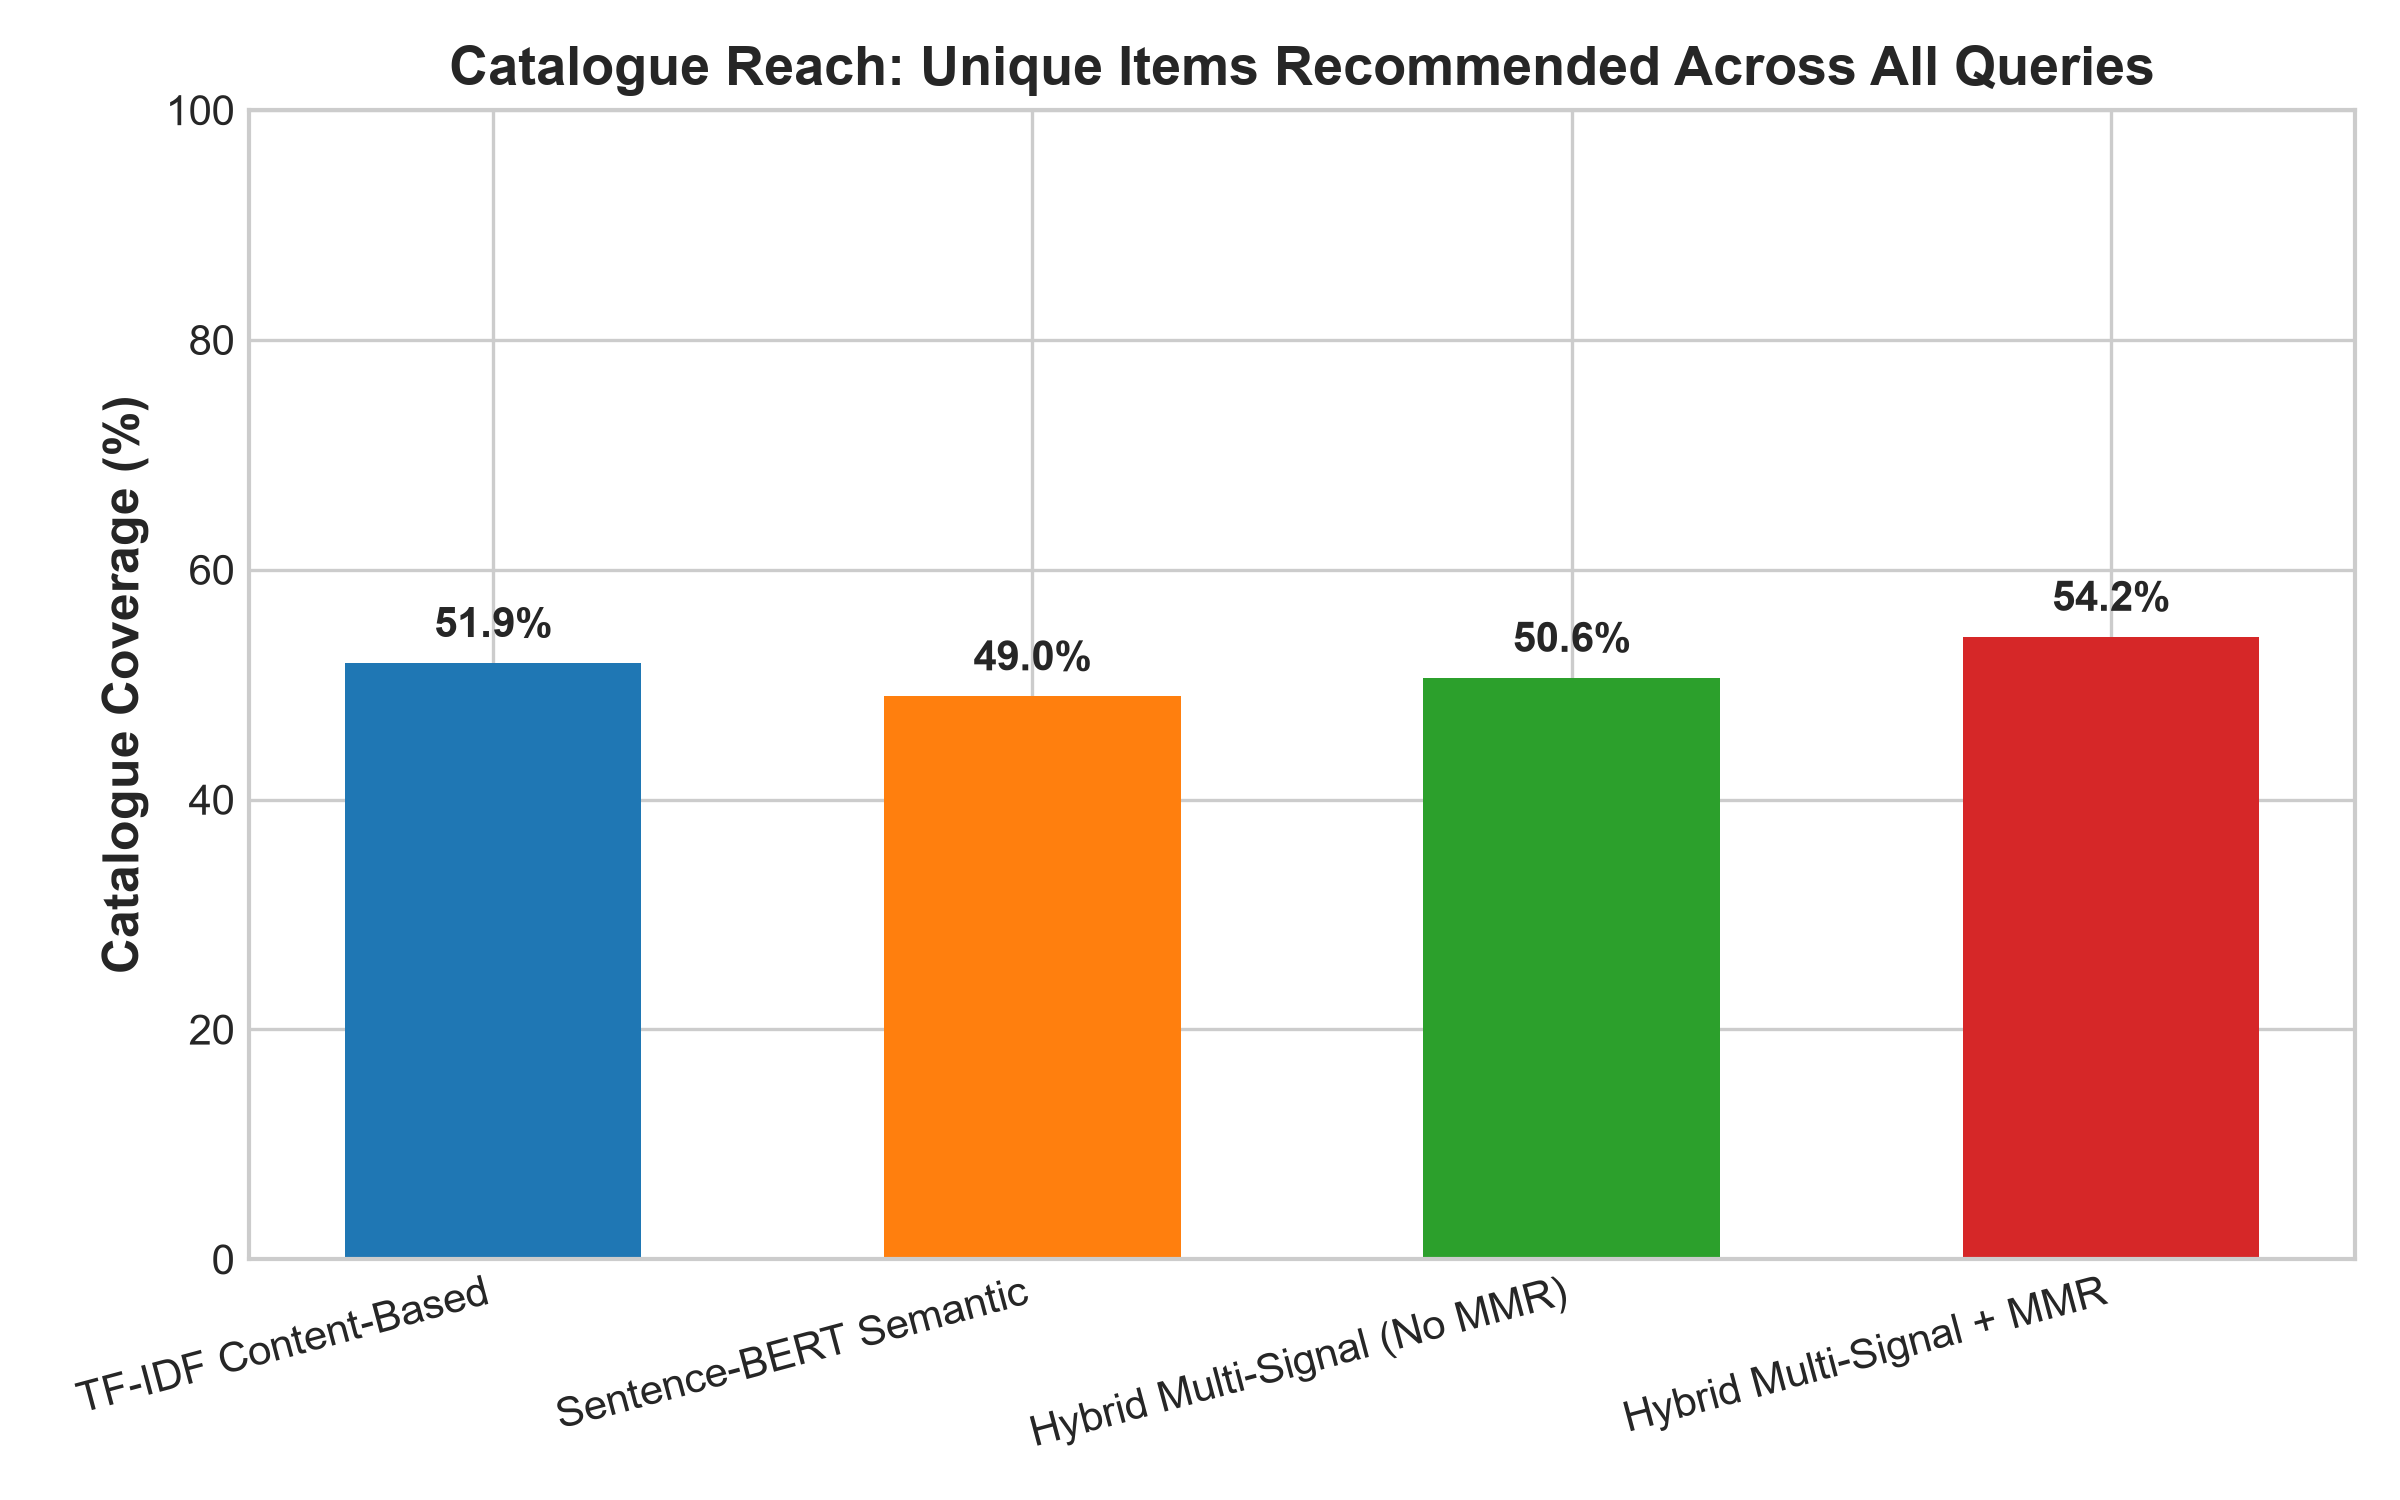 Catalogue Reach: Unique Items Recommended Across All Queries
Catalogue Coverage (%)
100
80
60
40
20
0
51.9%
49.0%
50.6%
54.2%
TF-IDF Content-Based
Sentence-BERT Semantic
Hybrid Multi-Signal (No MMR)
Hybrid Multi-Signal + MMR